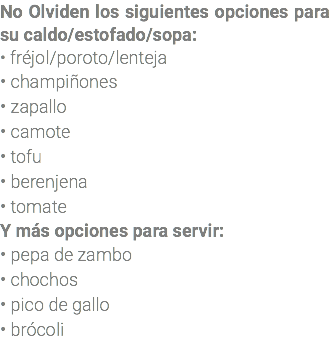 No Olviden los siguientes opciones para
su caldo/estofado/sopa:
• fréjol/poroto/lenteja
• champiñones
• zapallo
• camote
• tofu
• berenjena
• tomate
Y más opciones para servir:
• pepa de zambo
• chochos
• pico de gallo
• brócoli